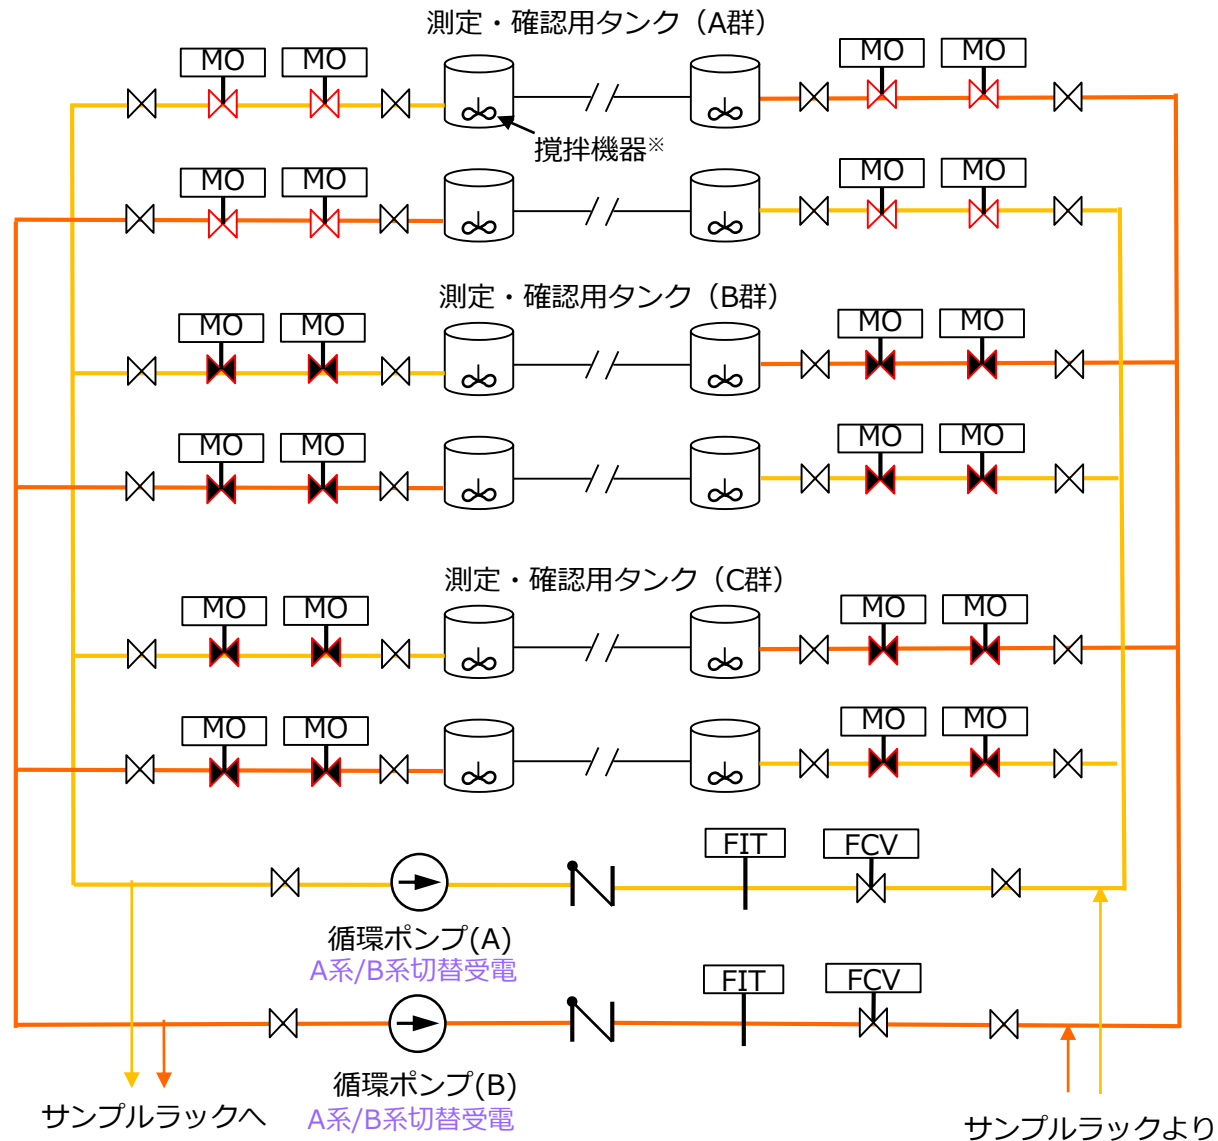 測定・確認用タンク（A群）
MO MO MO MO
撹拌機器※
MO MO MO MO
測定・確認用タンク（B群）
MO MO MO MO
MO MO MO MO
測定・確認用タンク（C群）
MO MO MO MO
MO MO MO MO
FIT FCV
循環ポンプ(A)
A系/B系切替受電
FIT FCV
循環ポンプ(B)
A系/B系切替受電
サンプルラックへ
サンプルラックより